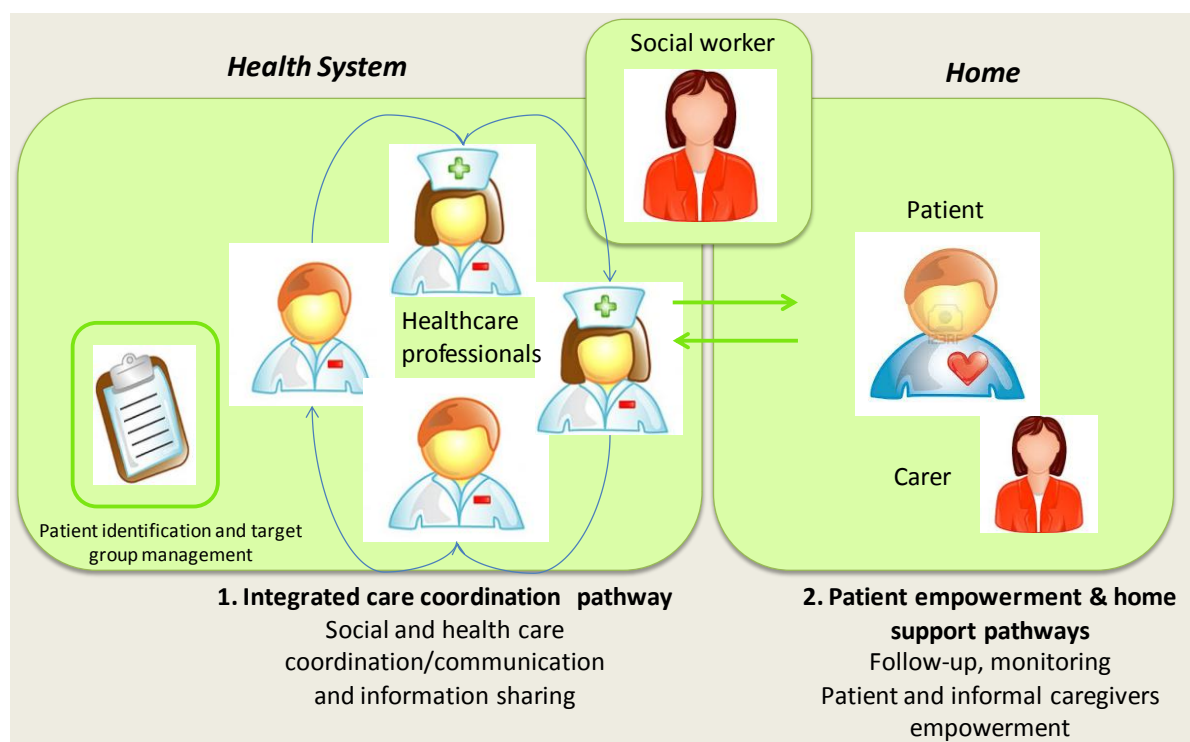 Health System
Social worker
Home
Patient
Healthcare
professionals
Carer
Patient identification and target
group management
1. Integrated care coordination pathway
Social and health care
coordination/communication
and information sharing
2. Patient empowerment & home
support pathways
Follow-up, monitoring
Patient and informal caregivers
empowerment
123RF